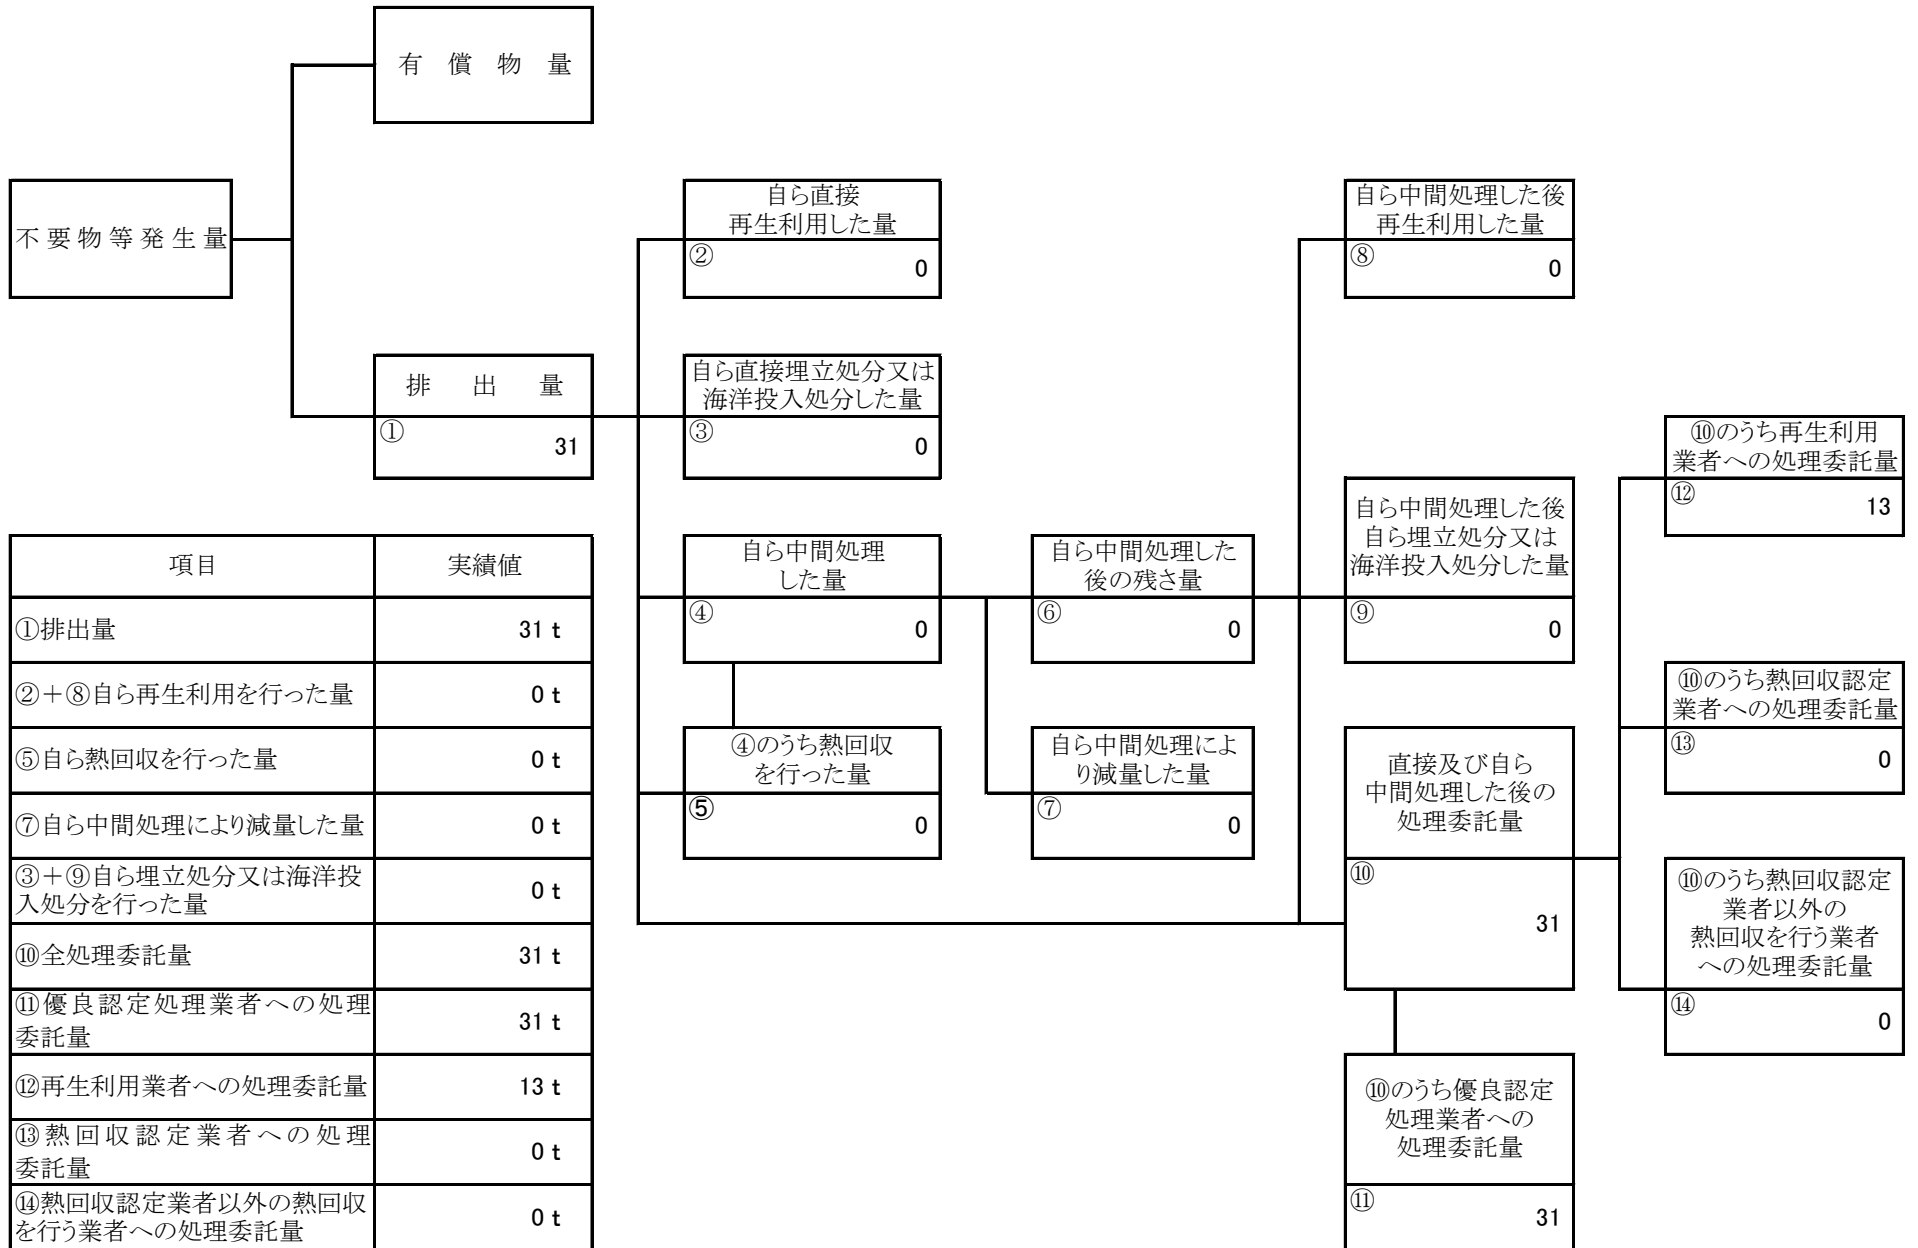 有 償 物 量
不 要 物 等 発 生 量
自ら直接
再生利用した量
②
0
自ら中間処理した後
再生利用した量
⑧
0
排 出 量
①
31
自ら直接埋立処分又は
海洋投入処分した量
③
0
⑩のうち再生利用
業者への処理委託量
⑫
13
自ら中間処理した後
自ら埋立処分又は
海洋投入処分した量
⑨
0
自ら中間処理
した量
④
0
自ら中間処理した
後の残さ量
⑥
0
⑩のうち熱回収認定
業者への処理委託量
⑬
0
④のうち熱回収
を行った量
⑤
0
自ら中間処理によ
り減量した量
⑦
0
直接及び自ら
中間処理した後の
処理委託量
⑩
31
⑩のうち熱回収認定
業者以外の
熱回収を行う業者
への処理委託量
⑭
0
⑩のうち優良認定
処理業者への
処理委託量
⑪
31
項目 実績値
①排出量 31 t
②＋⑧自ら再生利用を行った量 0 t
⑤自ら熱回収を行った量 0 t
⑦自ら中間処理により減量した量 0 t
③＋⑨自ら埋立処分又は海洋投
入処分を行った量 0 t
⑩全処理委託量 31 t
⑪優良認定処理業者への処理
委託量 31 t
⑫再生利用業者への処理委託量 13 t
⑬熱回収認定業者への処理
委託量 0 t
⑭熱回収認定業者以外の熱回収
を行う業者への処理委託量 0 t